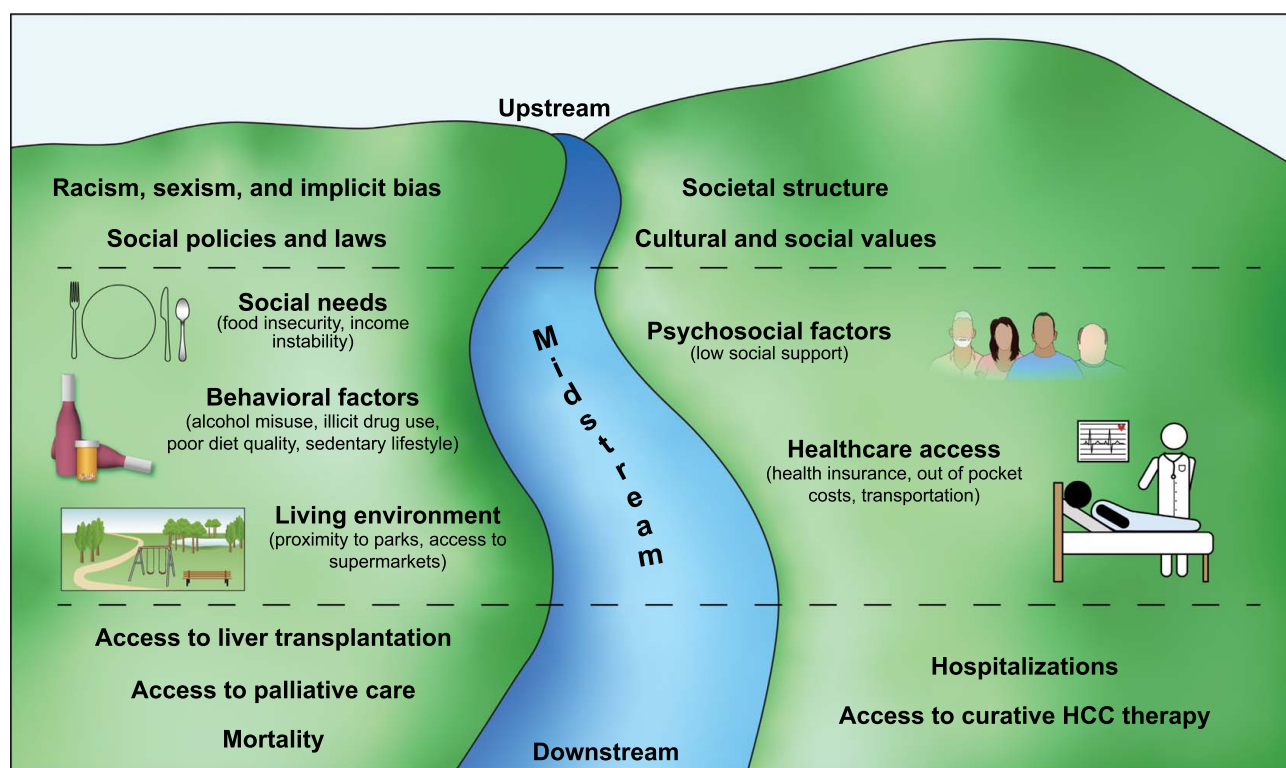 Upstream
Racism, sexism, and implicit bias
Social policies and laws
Societal structure
Cultural and social values
Social needs
(food insecurity, income
instability)
Behavioral factors
(alcohol misuse, illicit drug use,
poor diet quality, sedentary lifestyle)
Living environment
(proximity to parks, access to
supermarkets)
Midstream
Psychosocial factors
(low social support)
Healthcare access
(health insurance, out of pocket
costs, transportation)
Access to liver transplantation
Access to palliative care
Mortality
Hospitalizations
Access to curative HCC therapy
Downstream